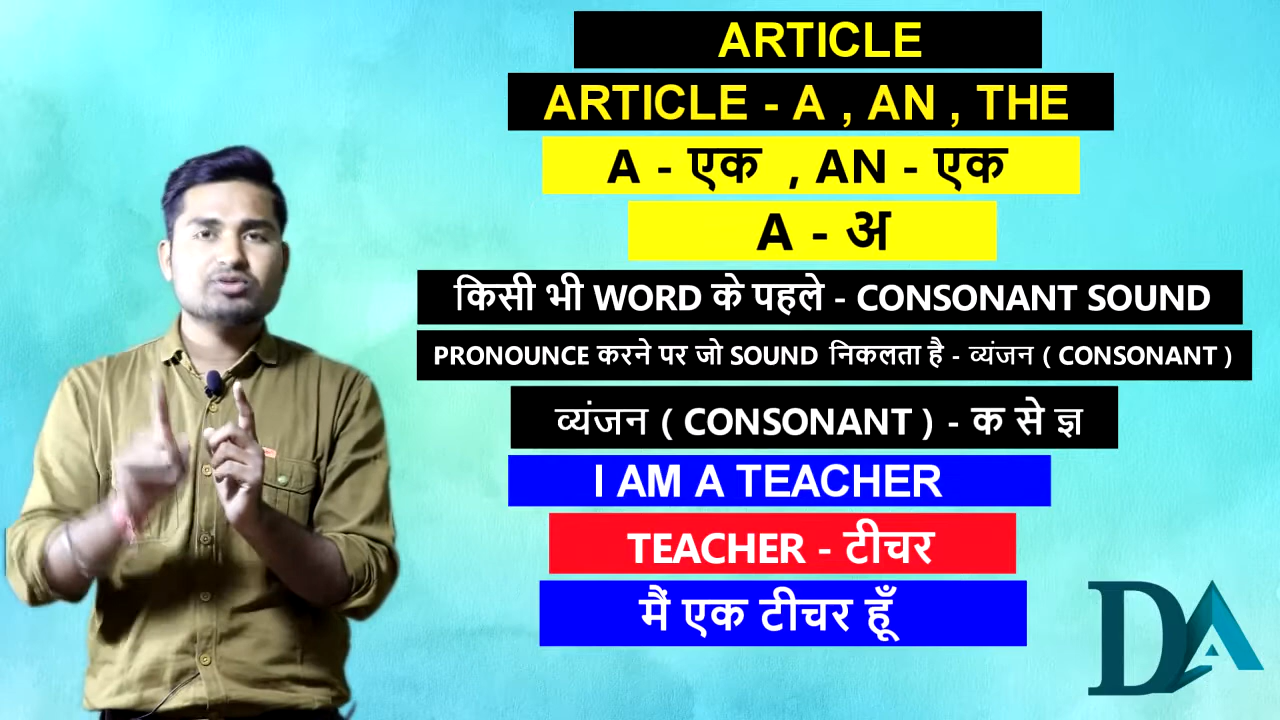 ARTICLE
ARTICLE - A , AN , THE
A - एक , AN - एक
A - अ
किसी भी WORD के पहले - CONSONANT SOUND
PRONOUNCE करने पर जो SOUND निकलता है - व्यंजन ( CONSONANT )
व्यंजन ( CONSONANT ) - क से ज्ञ
I AM A TEACHER
TEACHER - टीचर
मैं एक टीचर हूँ
DA